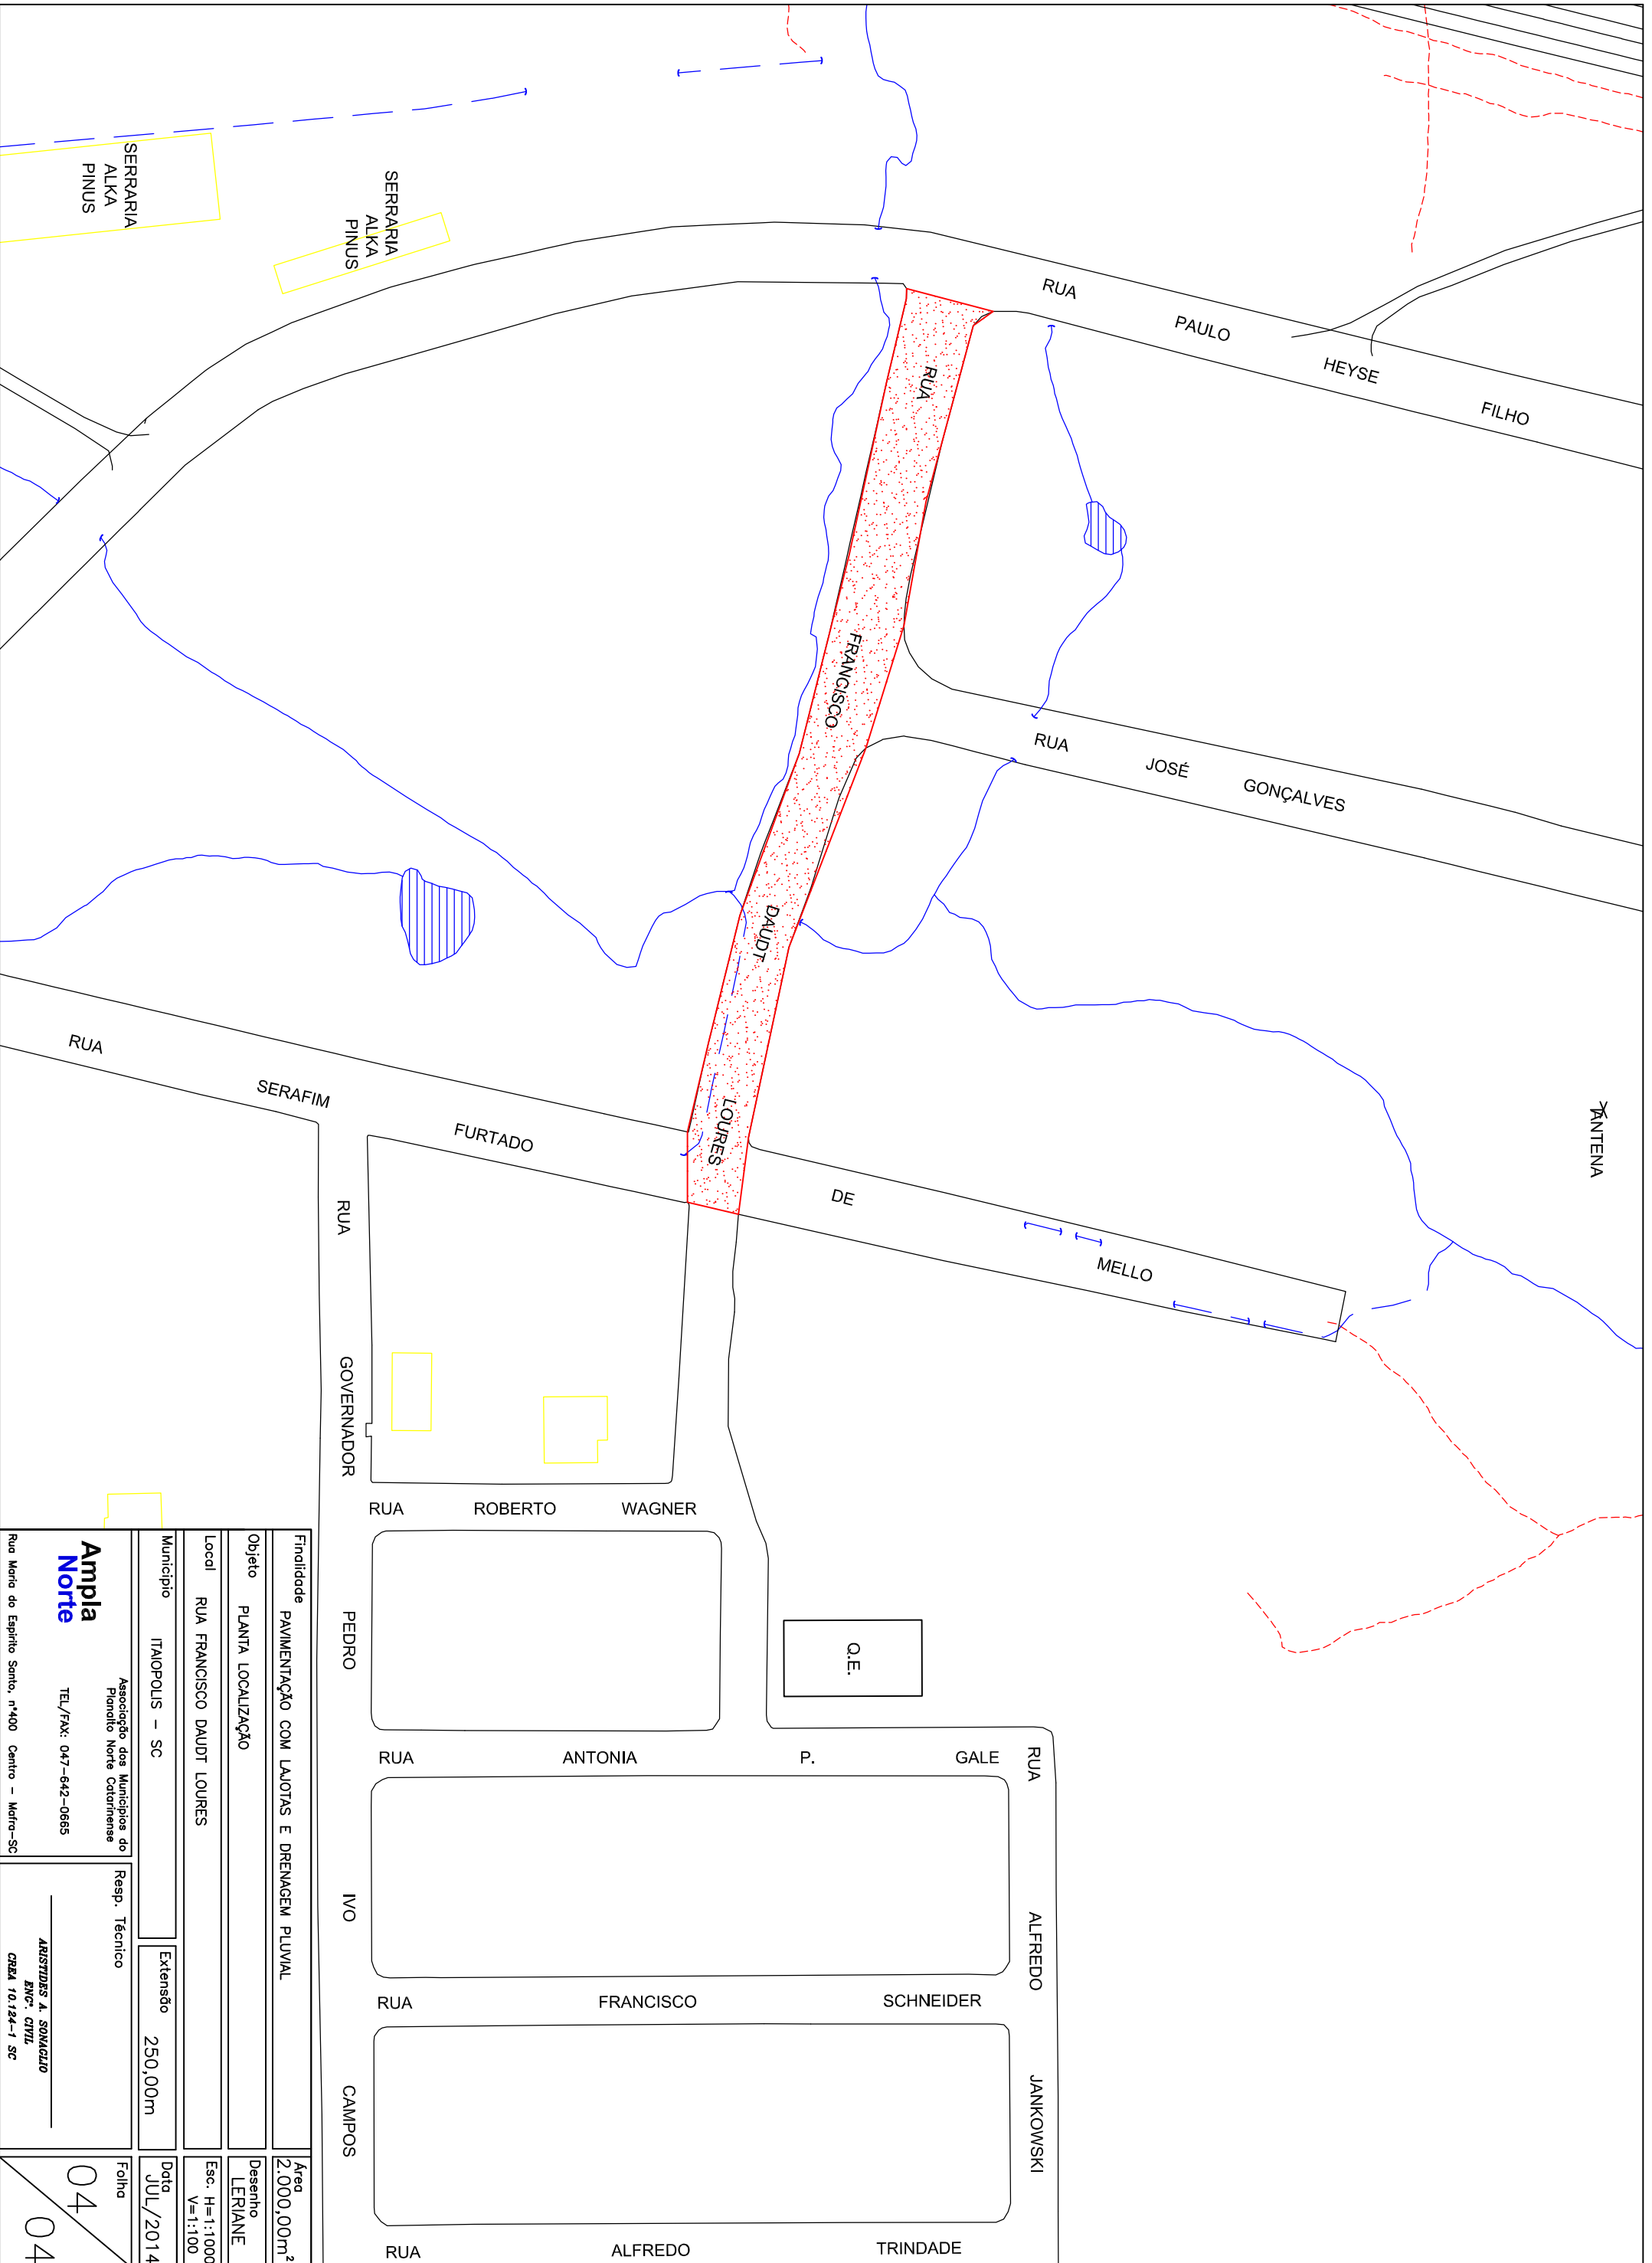 SERRARIA
ALKA
PINUS
SERRARIA
ALKA
PINUS
RUA PAULO HEYSE FILHO
RUA FRANCISCO DAUDT LOURES
RUA JOSÉ GONÇALVES
ANTENA
RUA SERAFIM FURTADO DE MELLO
RUA GOVERNADOR PEDRO IVO CAMPOS
RUA ROBERTO WAGNER
Q.E.
RUA ANTONIA P. GALE
RUA ALFREDO JANKOWSKI
RUA FRANCISCO SCHNEIDER
RUA ALFREDO TRINDADE
Finalidade
PAVIMENTAÇÃO COM LAJOTAS E DRENAGEM PLUVIAL
Área
2.000,00m²
Objeto
PLANTA LOCALIZAÇÃO
Desenho
LERIANE
Local
RUA FRANCISCO DAUDT LOURES
Esc. H=1:1000
V=1:100
Municipio
ITAIOPOLIS - SC
Extensão
250,00m
Data
JUL/2014
Ampla
Norte
Associação dos Municipios do
Planalto Norte Catarinense
TEL/FAX: 047-642-0665
Rua Maria do Espirito Santo, n°400 Centro - Mafra-SC
Resp. Técnico
ARISTIDES A. SONAGLIO
ENG°. CIVIL
CREA 10.124-1 SC
Folha
04
04